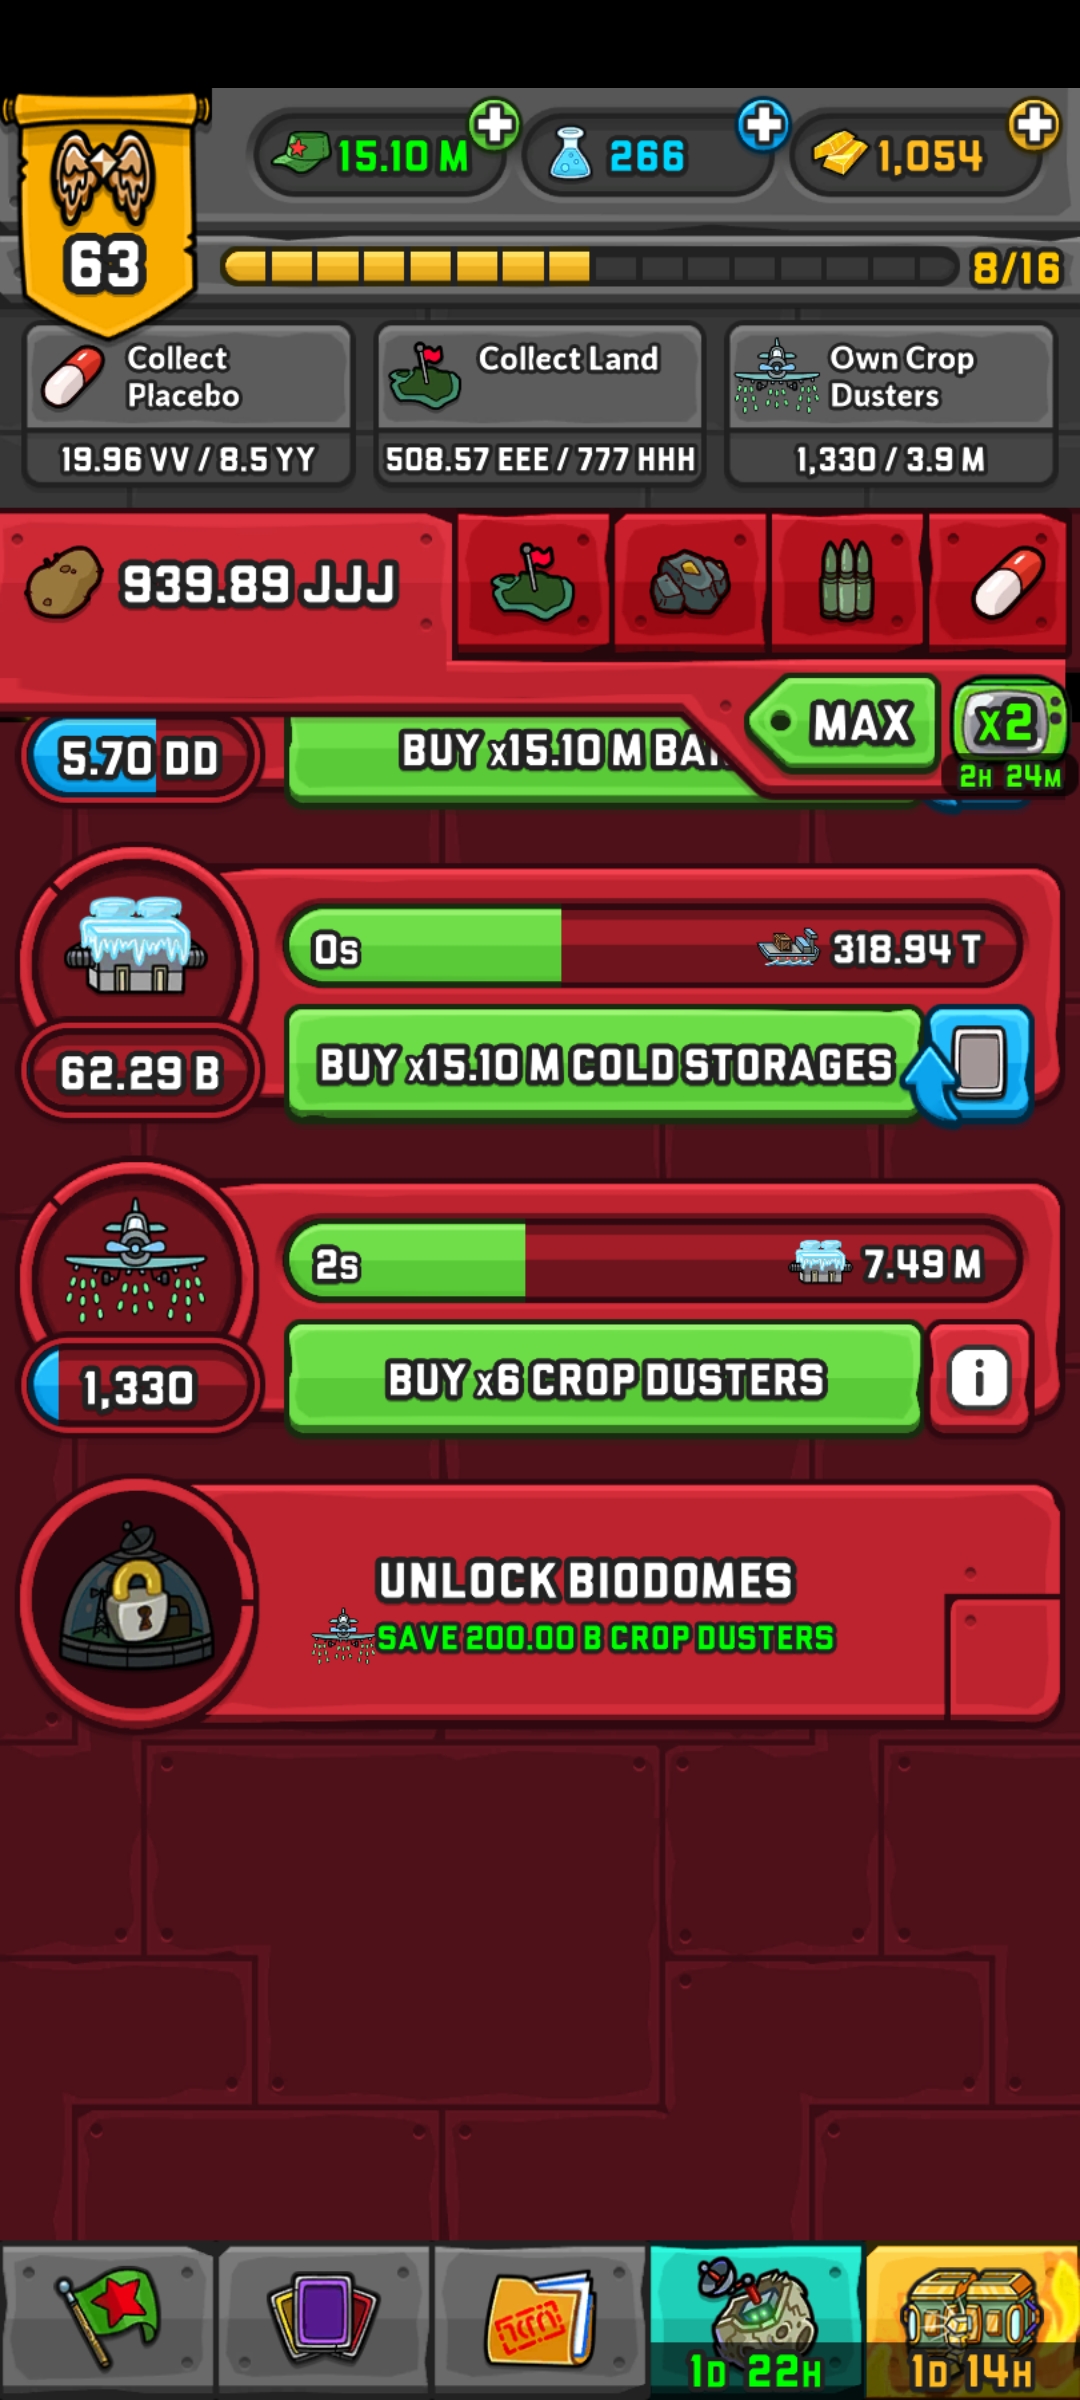 15.10 M
266
1,054
63
8/16
Collect
Placebo
19.96 VV / 8.5 YY
Collect Land
508.57 EEE / 777 HHH
Own Crop
Dusters
1,330 / 3.9 M
939.89 JJJ
MAX
X2
2H 24M
5.70 DD
BUY x15.10 M
0s
318.94 T
62.29 B
BUY x15.10 M COLD STORAGES
2s
7.49 M
1,330
BUY x6 CROP DUSTERS
i
UNLOCK BIODOMES
SAVE 200.00 B CROP DUSTERS
1D 22H
1D 14H